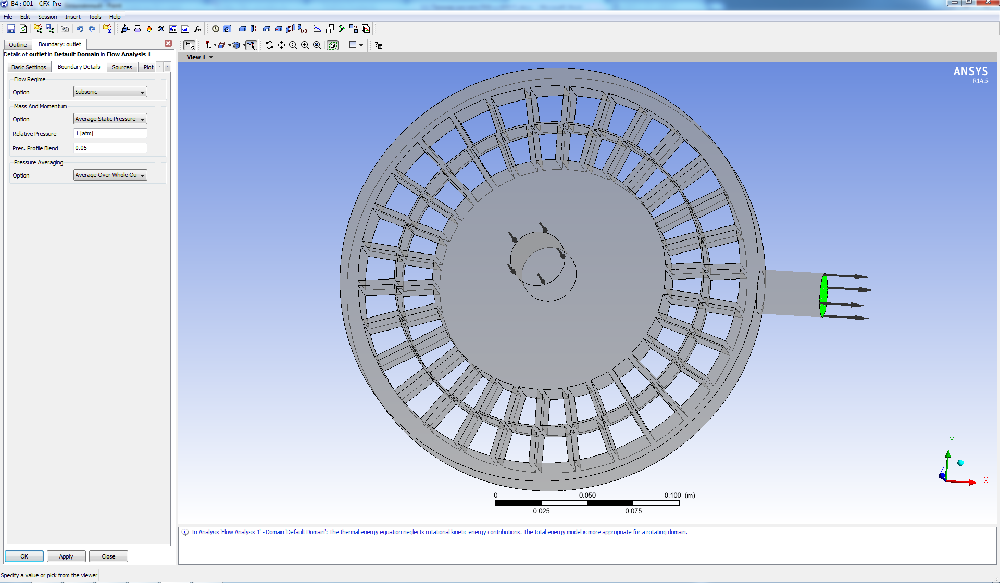 B4 : 001 - CFX-Pre
File Edit Session Insert Tools Help
Outline Boundary: outlet
Details of outlet in Default Domain in Flow Analysis 1
Basic Settings Boundary Details Sources Plot
Flow Regime
Option Subsonic
Mass And Momentum
Option Average Static Pressure
Relative Pressure 1 [atm]
Pres. Profile Blend 0.05
Pressure Averaging
Option Average Over Whole Ou
OK Apply Close
Specify a value or pick from the viewer
View 1
ANSYS
R14.5
Y
Z
X
0 0.050 0.100 (m)
0.025 0.075
In Analysis 'Flow Analysis 1' - Domain 'Default Domain': The thermal energy equation neglects rotational kinetic energy contributions. The total energy model is more appropriate for a rotating domain.